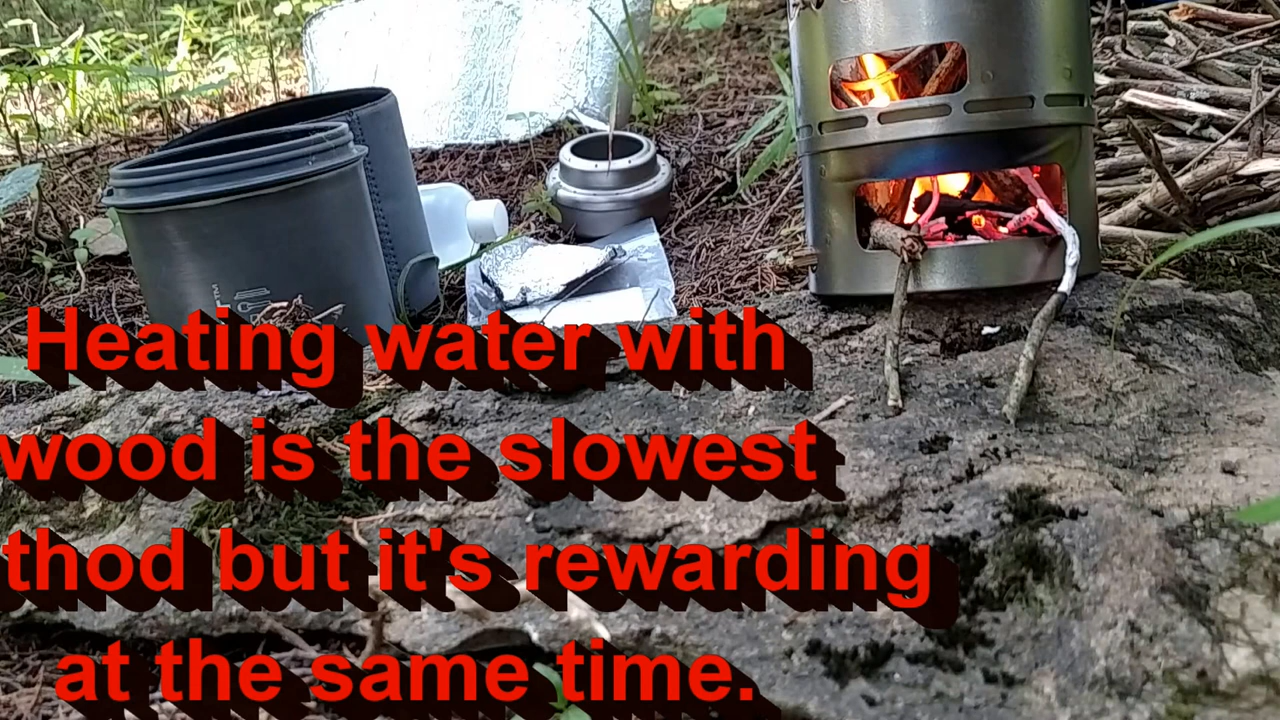 Heating water with
wood is the slowest
thod but it's rewarding
at the same time.